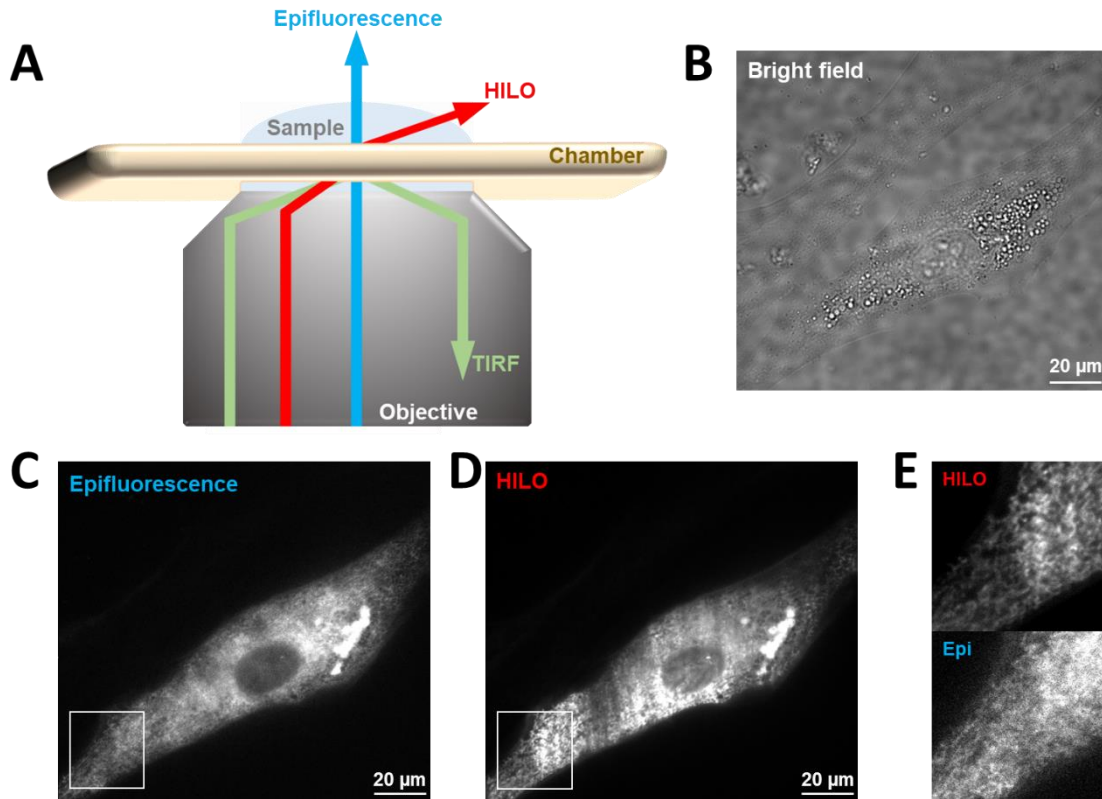 A
Epifluorescence
HILO
Sample
Chamber
TIRF
Objective
B
Bright field
20 µm
C
Epifluorescence
20 µm
D
HILO
20 µm
E
HILO
Epi